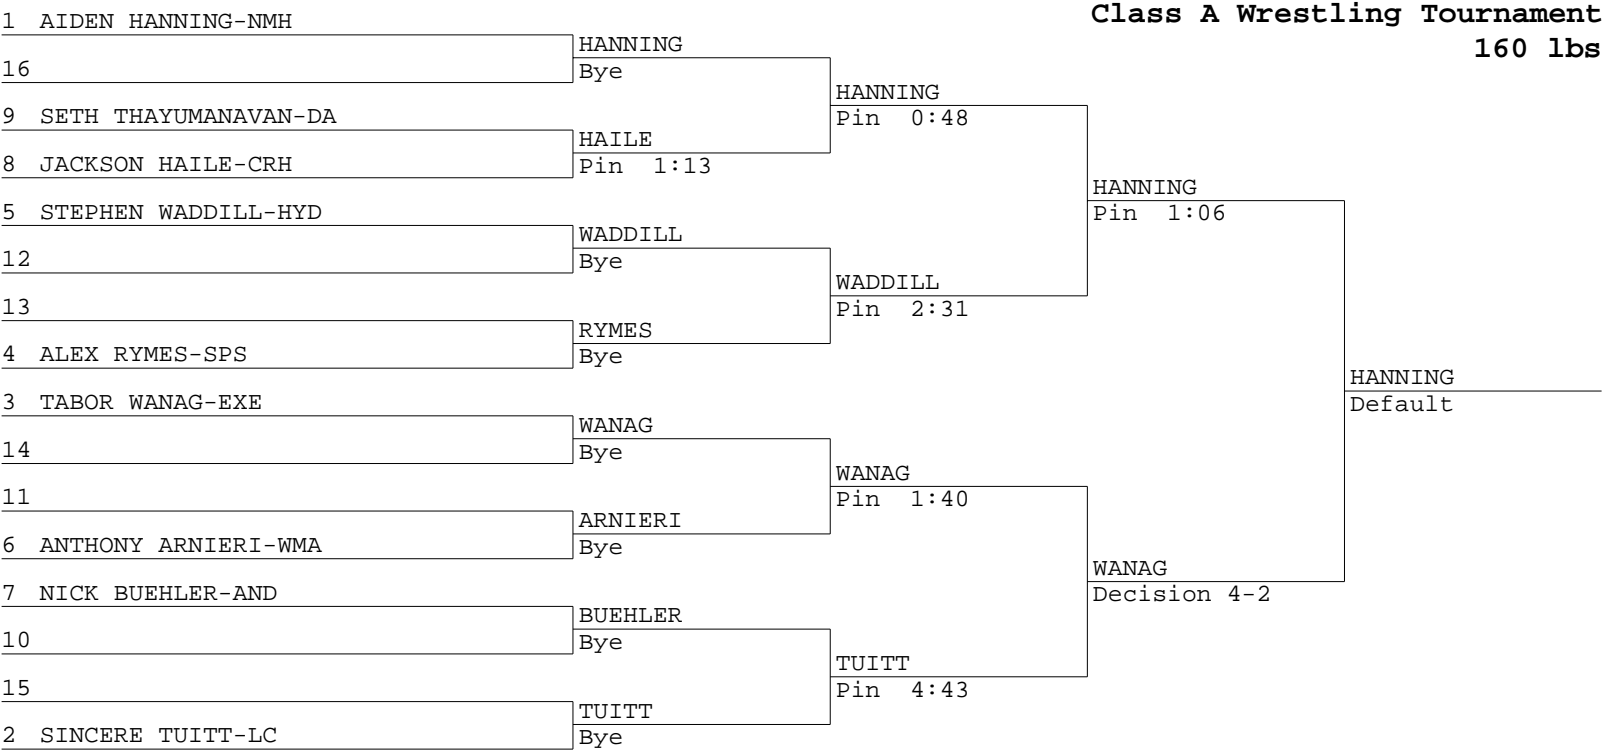 Class A Wrestling Tournament
160 lbs
1 AIDEN HANNING-NMH
16
9 SETH THAYUMANAVAN-DA
8 JACKSON HAILE-CRH
5 STEPHEN WADDILL-HYD
12
13
4 ALEX RYMES-SPS
3 TABOR WANAG-EXE
14
11
6 ANTHONY ARNIERI-WMA
7 NICK BUEHLER-AND
10
15
2 SINCERE TUITT-LC
HANNING
Bye
HAILE
Pin 1:13
WADDILL
Bye
RYMES
Bye
WANAG
Bye
ARNIERI
Bye
BUEHLER
Bye
TUITT
Bye
HANNING
Pin 0:48
WADDILL
Pin 2:31
WANAG
Pin 1:40
TUITT
Pin 4:43
HANNING
Pin 1:06
WANAG
Decision 4-2
HANNING
Default